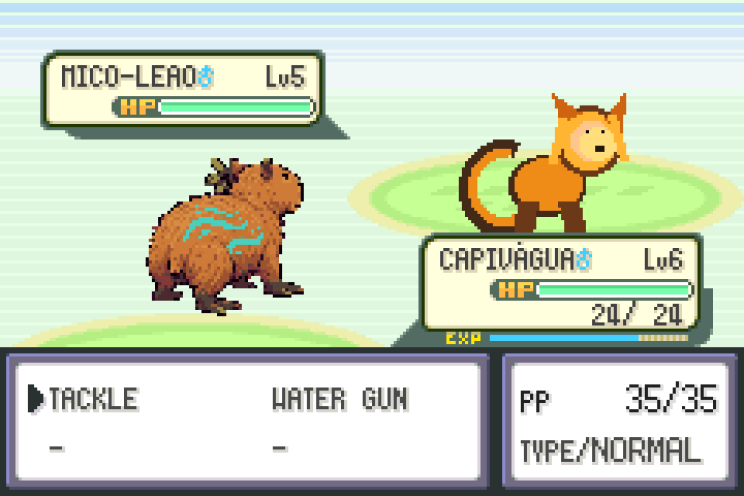 MICO-LEAO♂ Lv5
HP
CAPIVÁGUA♂ Lv6
HP
24/ 24
EXP
TACKLE WATER GUN
- -
PP 35/35
TYPE/NORMAL